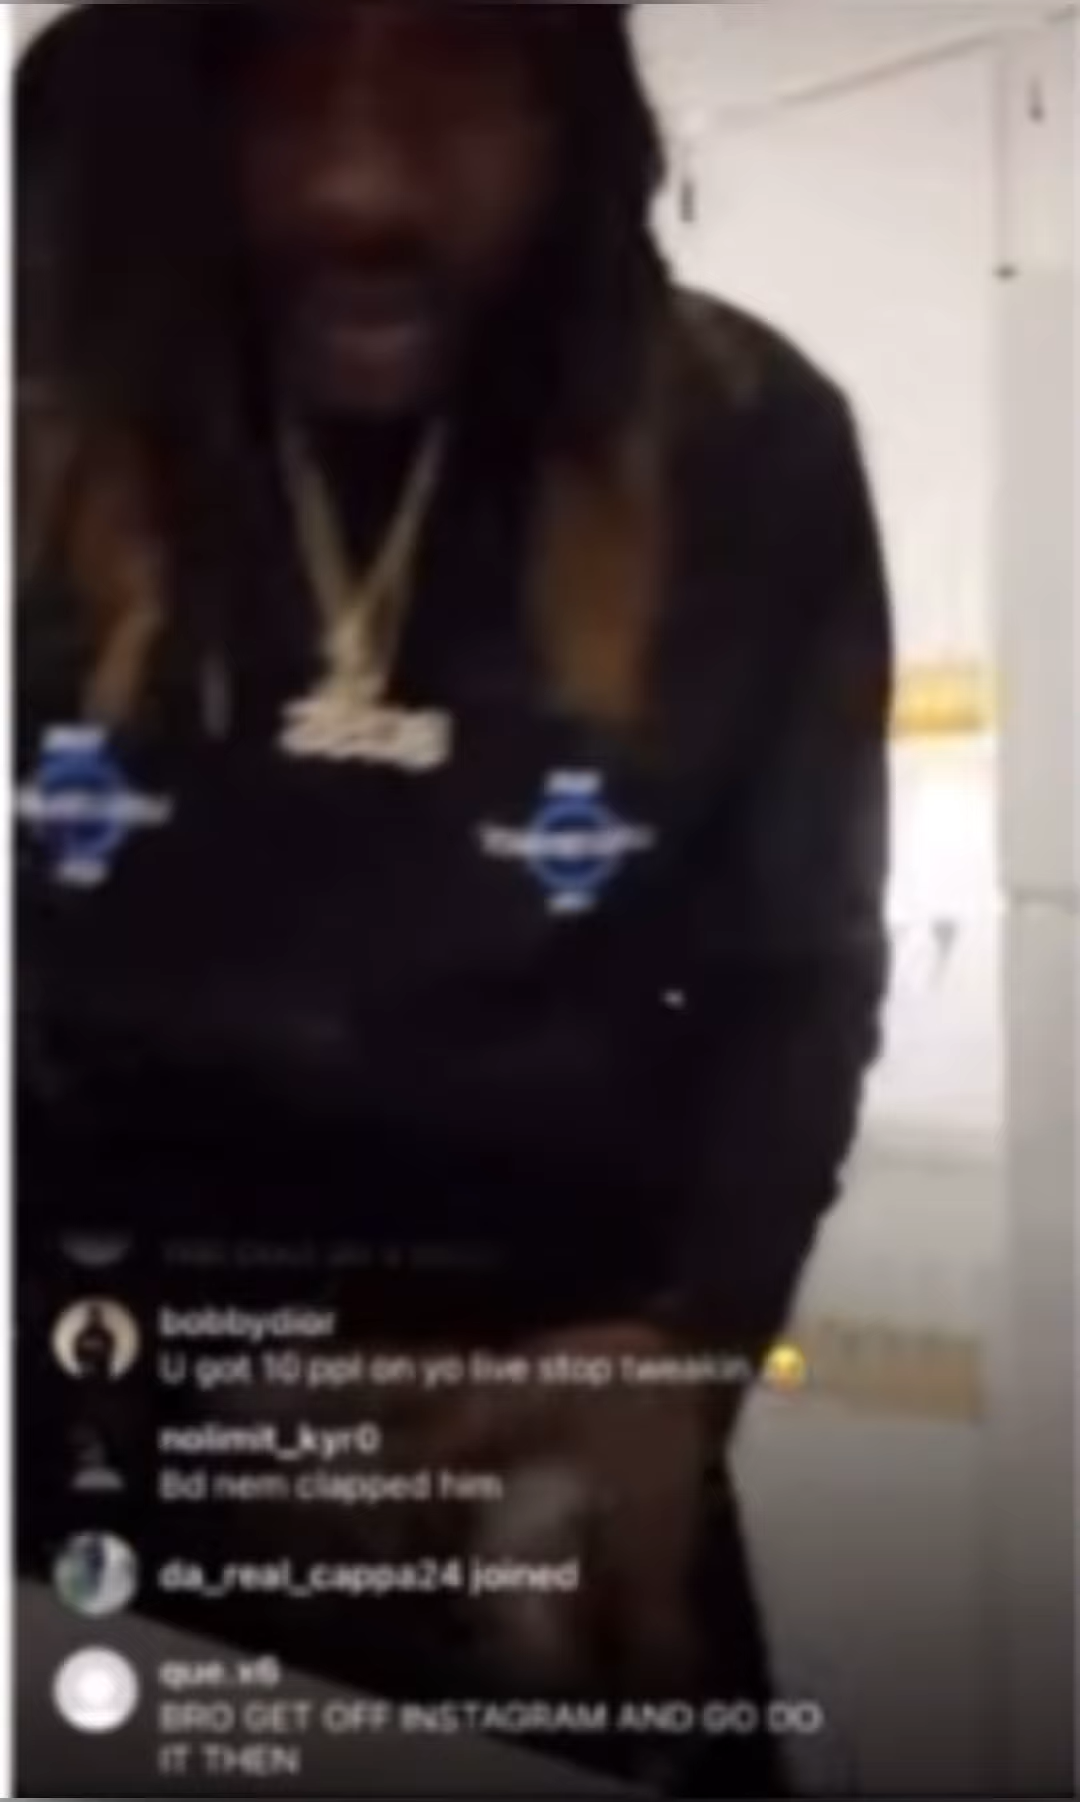 bobbydior
U got 10 ppl on yo live stop tweakin 😂
nolimit_kyr0
Bd nem clapped him
da_real_cappa24 joined
que.v6
BRO GET OFF INSTAGRAM AND GO DO
IT THEN